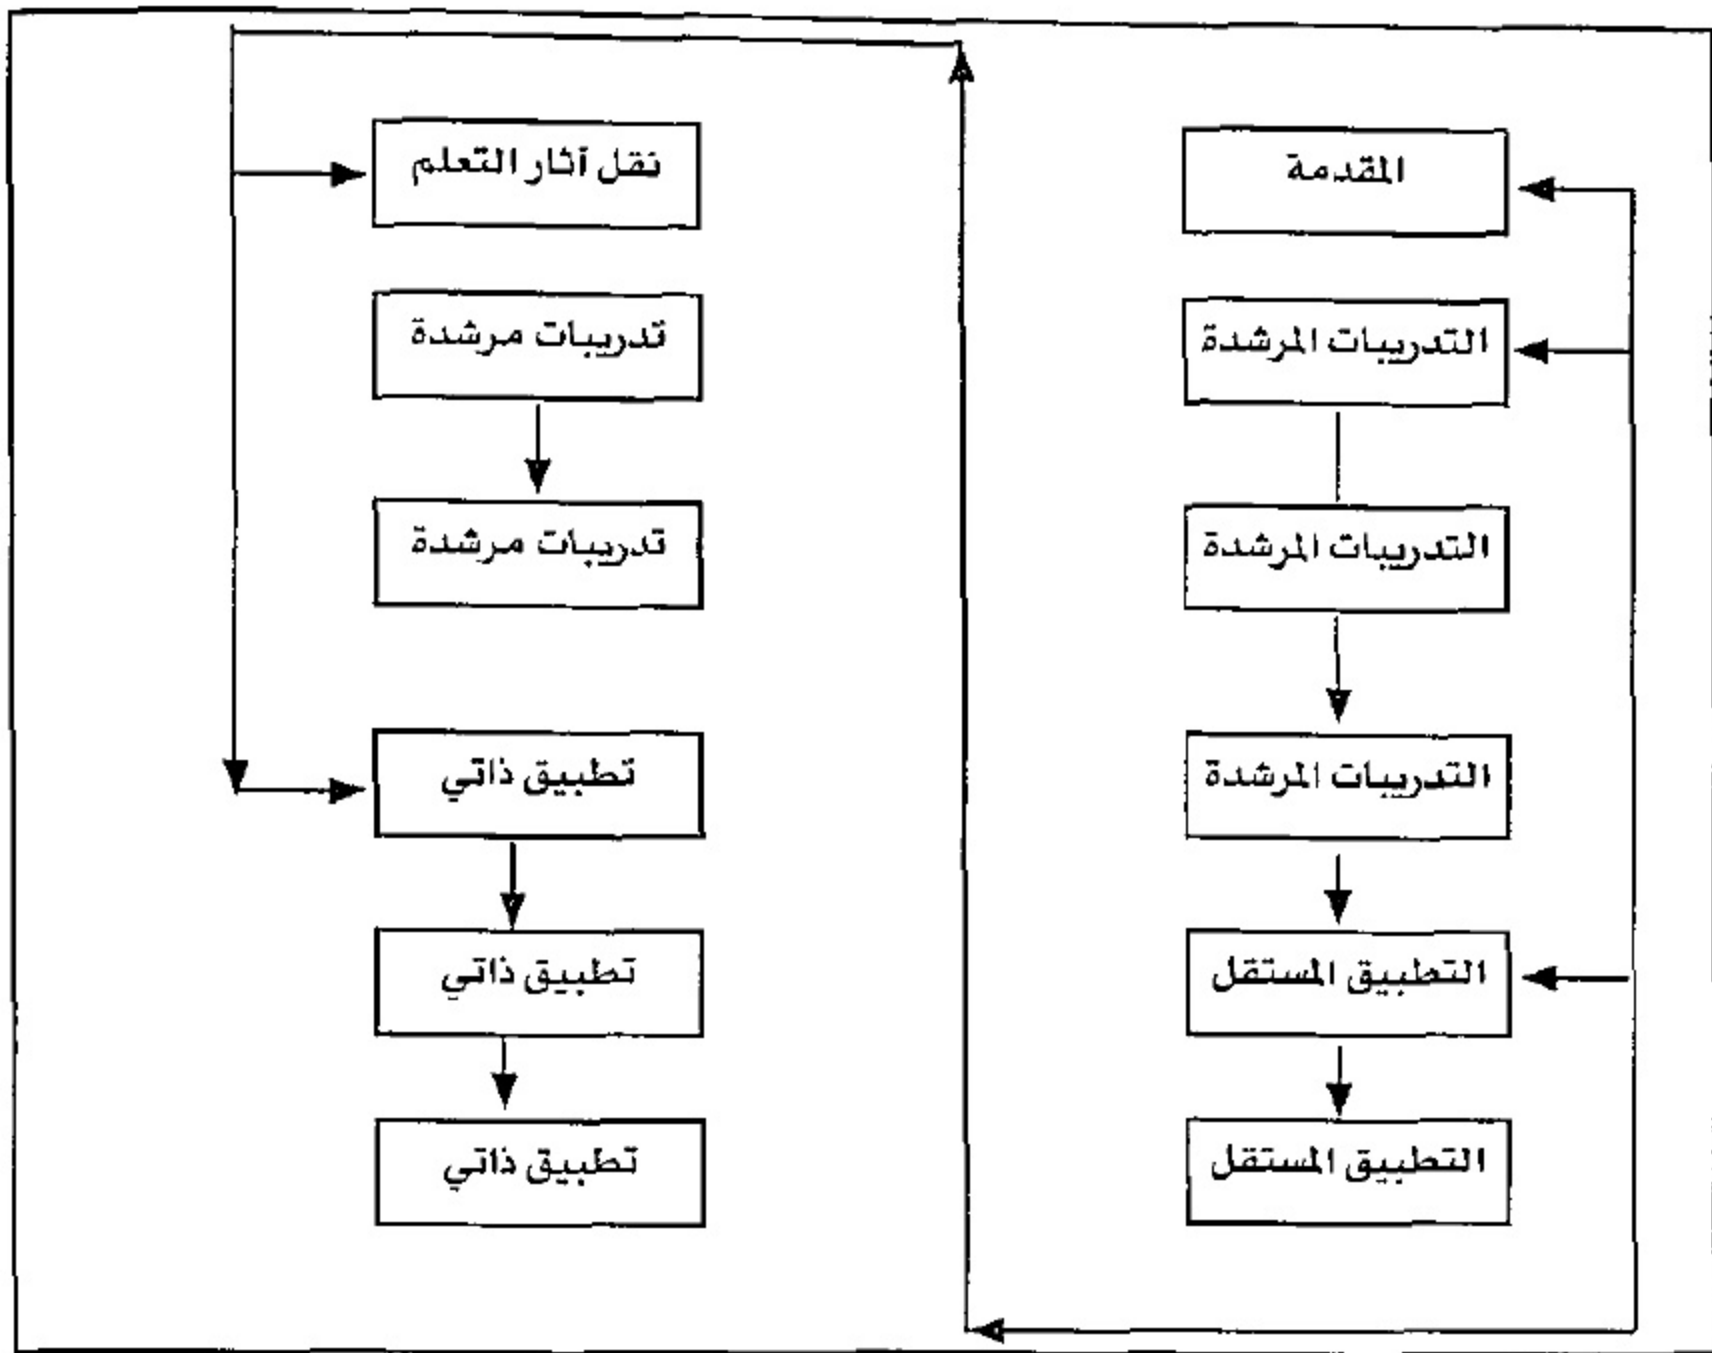 المقدمة
التدريبات المرشدة
التدريبات المرشدة
التدريبات المرشدة
التطبيق المستقل
التطبيق المستقل
نقل آثار التعلم
تدريبات مرشدة
تدريبات مرشدة
تطبيق ذاتي
تطبيق ذاتي
تطبيق ذاتي